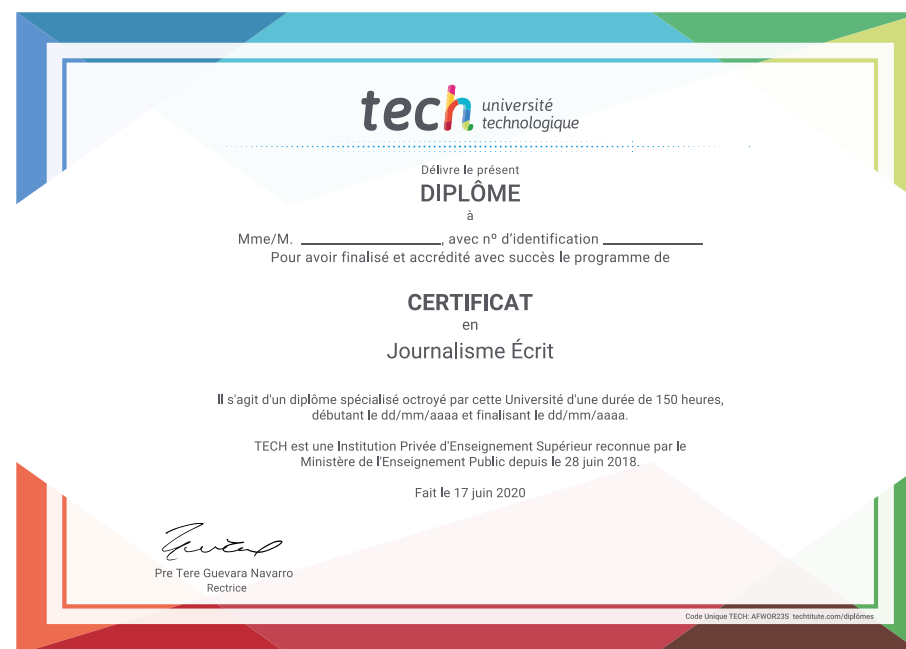 tech université
technologique
Délivre le présent
DIPLÔME
à
Mme/M. ____________________, avec nº d'identification ______________
Pour avoir finalisé et accrédité avec succès le programme de
CERTIFICAT
en
Journalisme Écrit
Il s'agit d'un diplôme spécialisé octroyé par cette Université d'une durée de 150 heures,
débutant le dd/mm/aaaa et finalisant le dd/mm/aaaa.
TECH est une Institution Privée d'Enseignement Supérieur reconnue par le
Ministère de l'Enseignement Public depuis le 28 juin 2018.
Fait le 17 juin 2020
Pre Tere Guevara Navarro
Rectrice
Code Unique TECH: AFWOR23S techtitute.com/diplômes